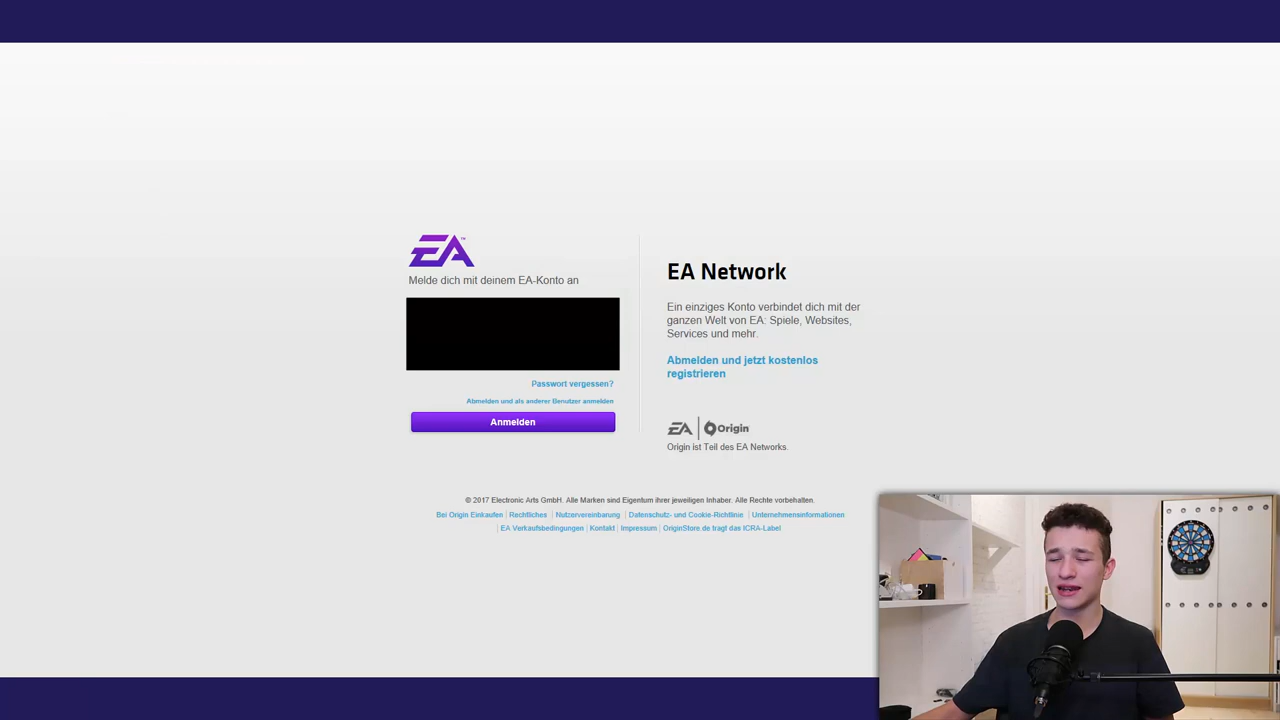 EA™
Melde dich mit deinem EA-Konto an
Passwort vergessen?
Abmelden und als anderer Benutzer anmelden
Anmelden
EA Network
Ein einziges Konto verbindet dich mit der
ganzen Welt von EA: Spiele, Websites,
Services und mehr.
Abmelden und jetzt kostenlos
registrieren
EA | Origin
Origin ist Teil des EA Networks.
© 2017 Electronic Arts GmbH. Alle Marken sind Eigentum ihrer jeweiligen Inhaber. Alle Rechte vorbehalten.
Bei Origin Einkaufen | Rechtliches | Nutzervereinbarung | Datenschutz- und Cookie-Richtlinie | Unternehmensinformationen
| EA Verkaufsbedingungen | Kontakt | Impressum | OriginStore.de tragt das ICRA-Label